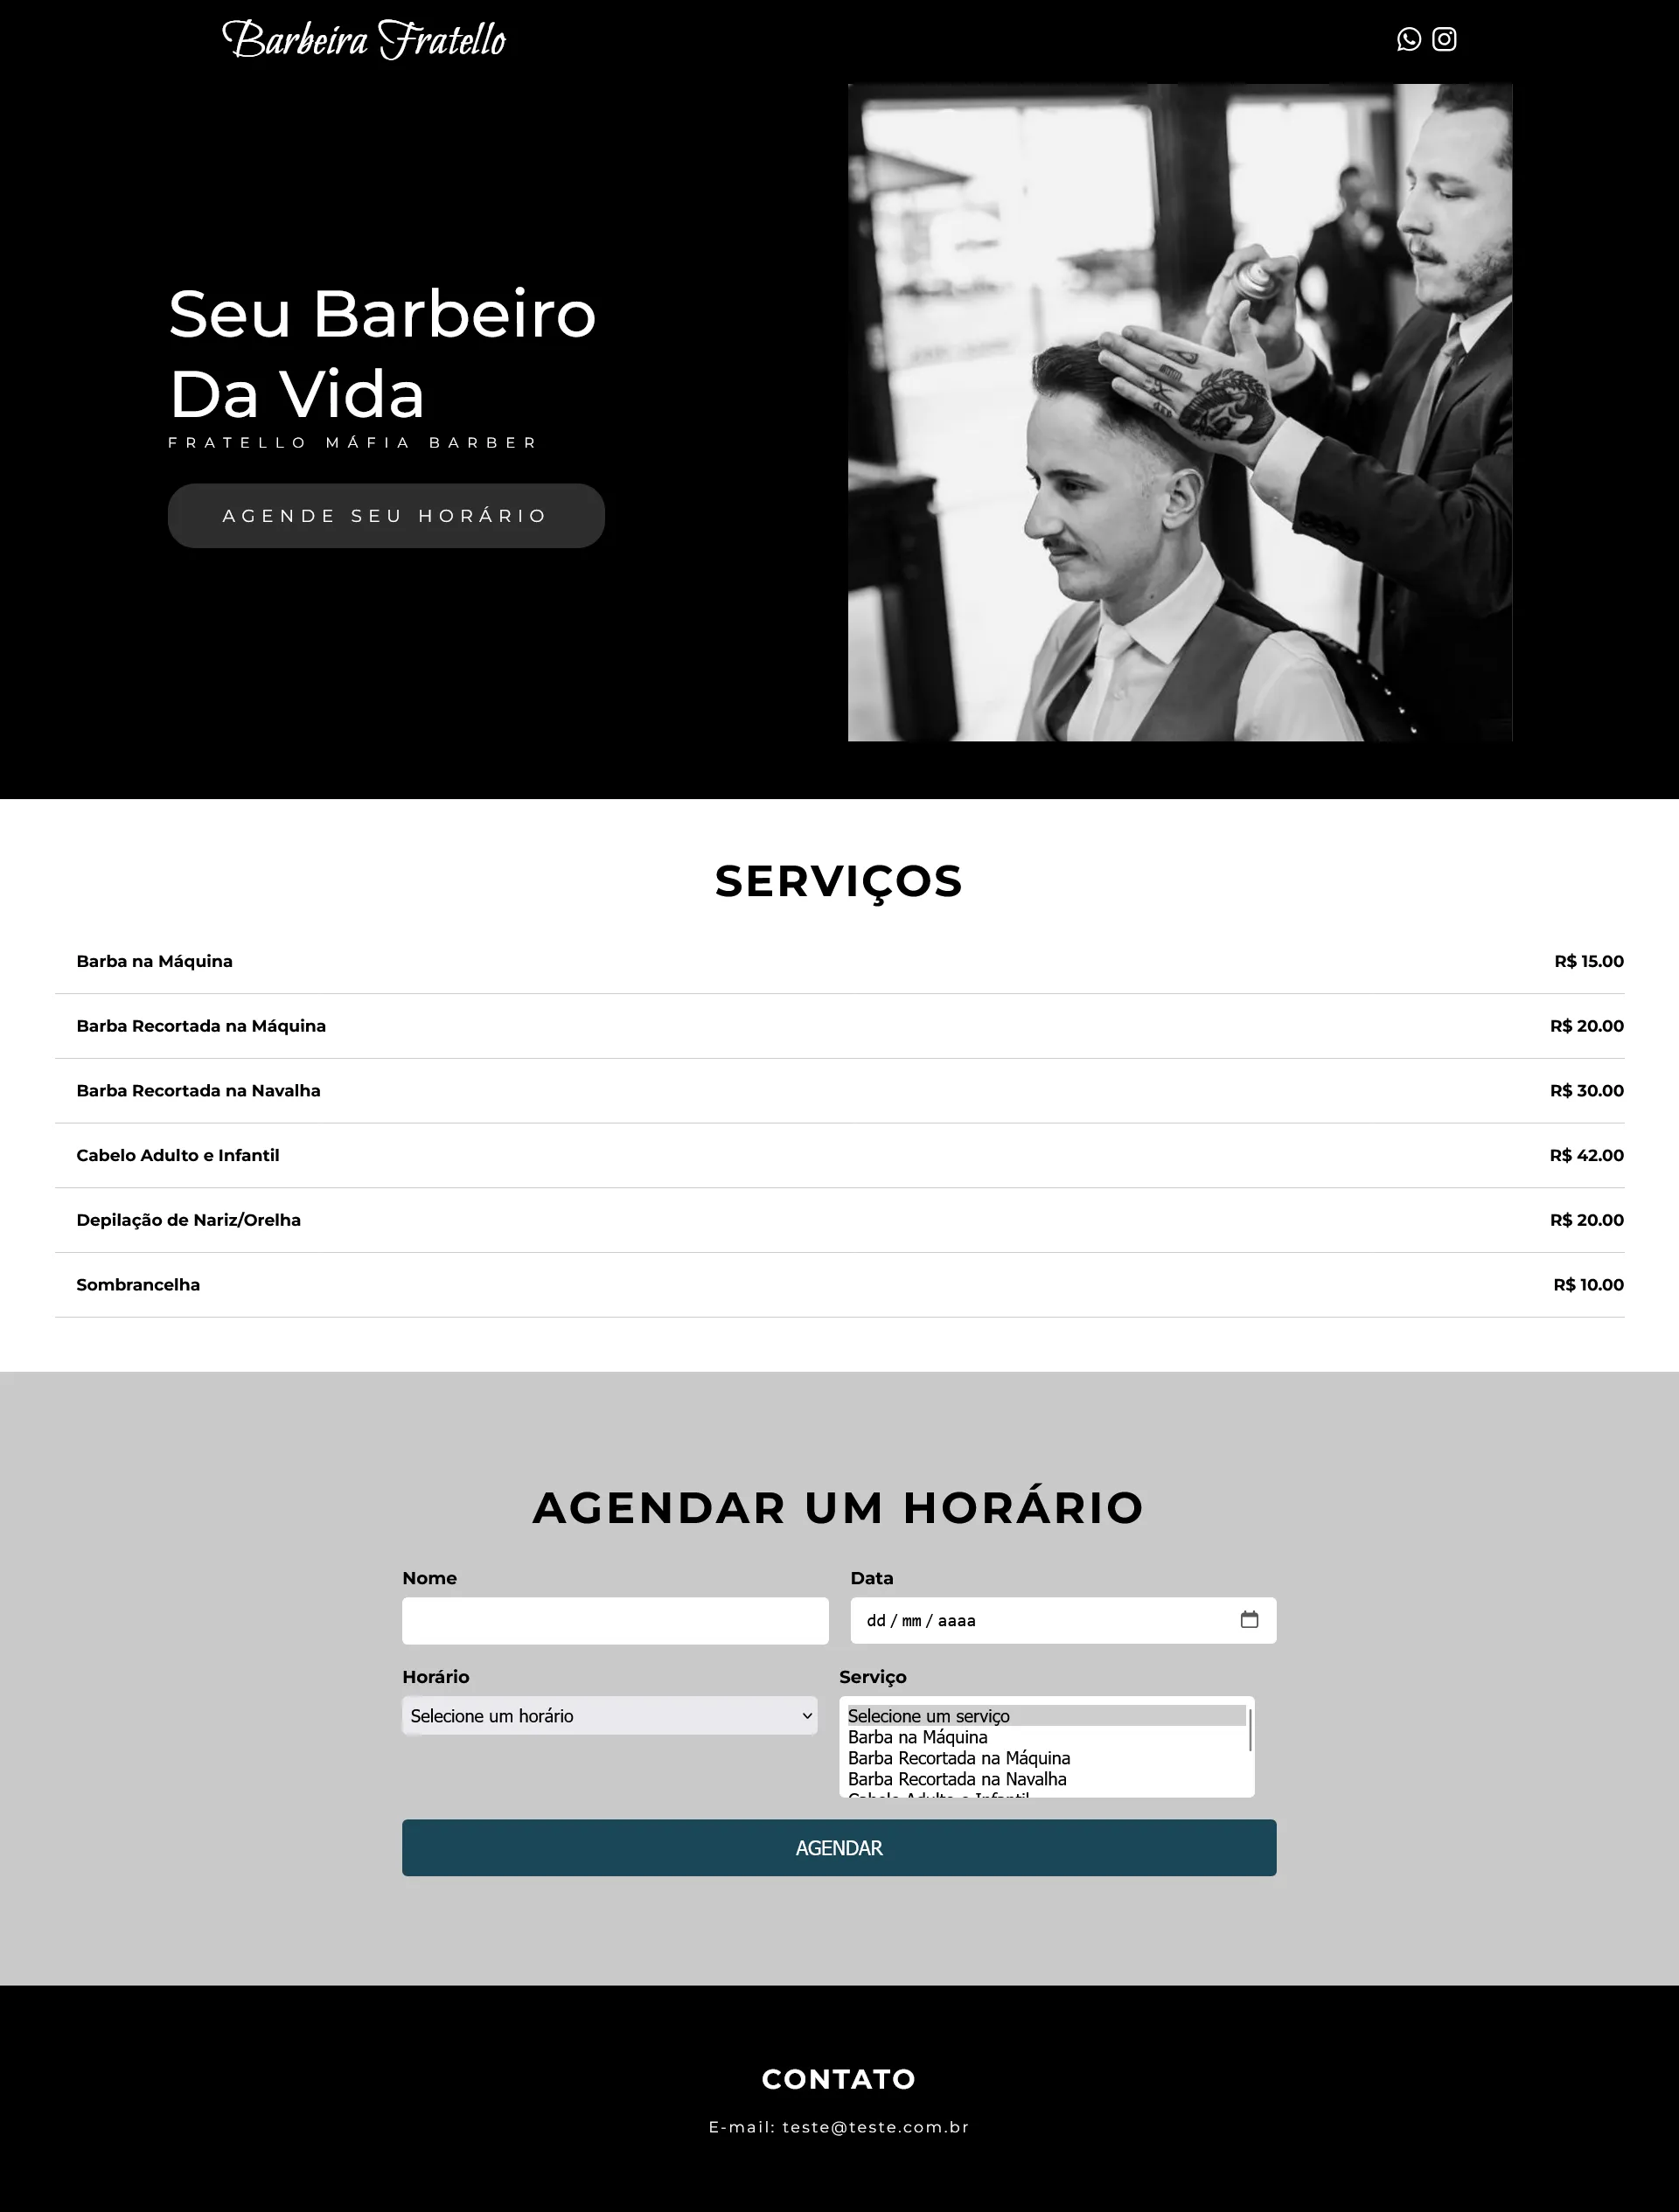 Barbeira Fratello
Seu Barbeiro
Da Vida
FRATELLO MÁFIA BARBER
AGENDE SEU HORÁRIO
SERVIÇOS
Barba na Máquina R$ 15.00
Barba Recortada na Máquina R$ 20.00
Barba Recortada na Navalha R$ 30.00
Cabelo Adulto e Infantil R$ 42.00
Depilação de Nariz/Orelha R$ 20.00
Sombrancelha R$ 10.00
AGENDAR UM HORÁRIO
Nome
Data
dd / mm / aaaa
Horário
Selecione um horário
Serviço
Selecione um serviço
Barba na Máquina
Barba Recortada na Máquina
Barba Recortada na Navalha
Cabelo Adulto e Infantil
AGENDAR
CONTATO
E-mail: teste@teste.com.br